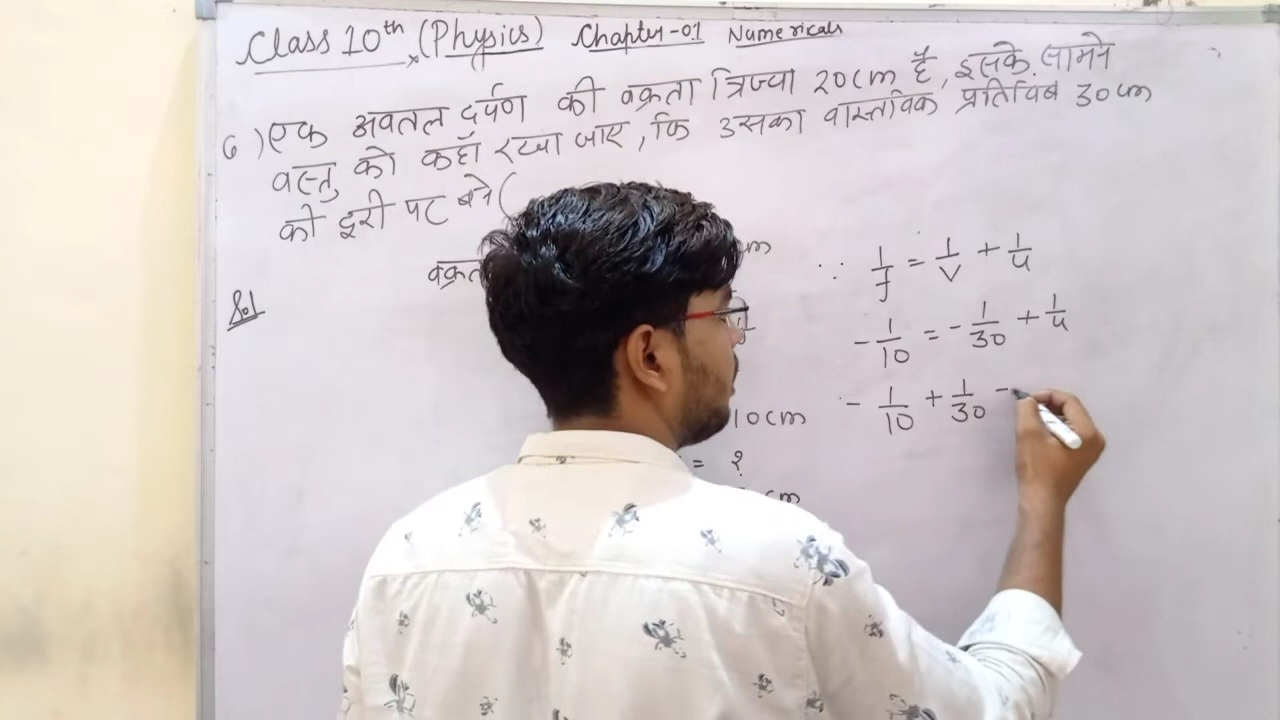 Class 10th (Physics) Chapter-01 Numericals
6) एक अवतल दर्पण की वक्रता त्रिज्या 20cm है, इसके सामने
वस्तु को कहाँ रखा जाए, कि उसका वास्तविक प्रतिबिंब 30cm
की दूरी पर बने (
Sol
cm
10cm
= ?
cm
∵ 1/f = 1/v + 1/u
-1/10 = -1/30 + 1/u
-1/10 + 1/30 =